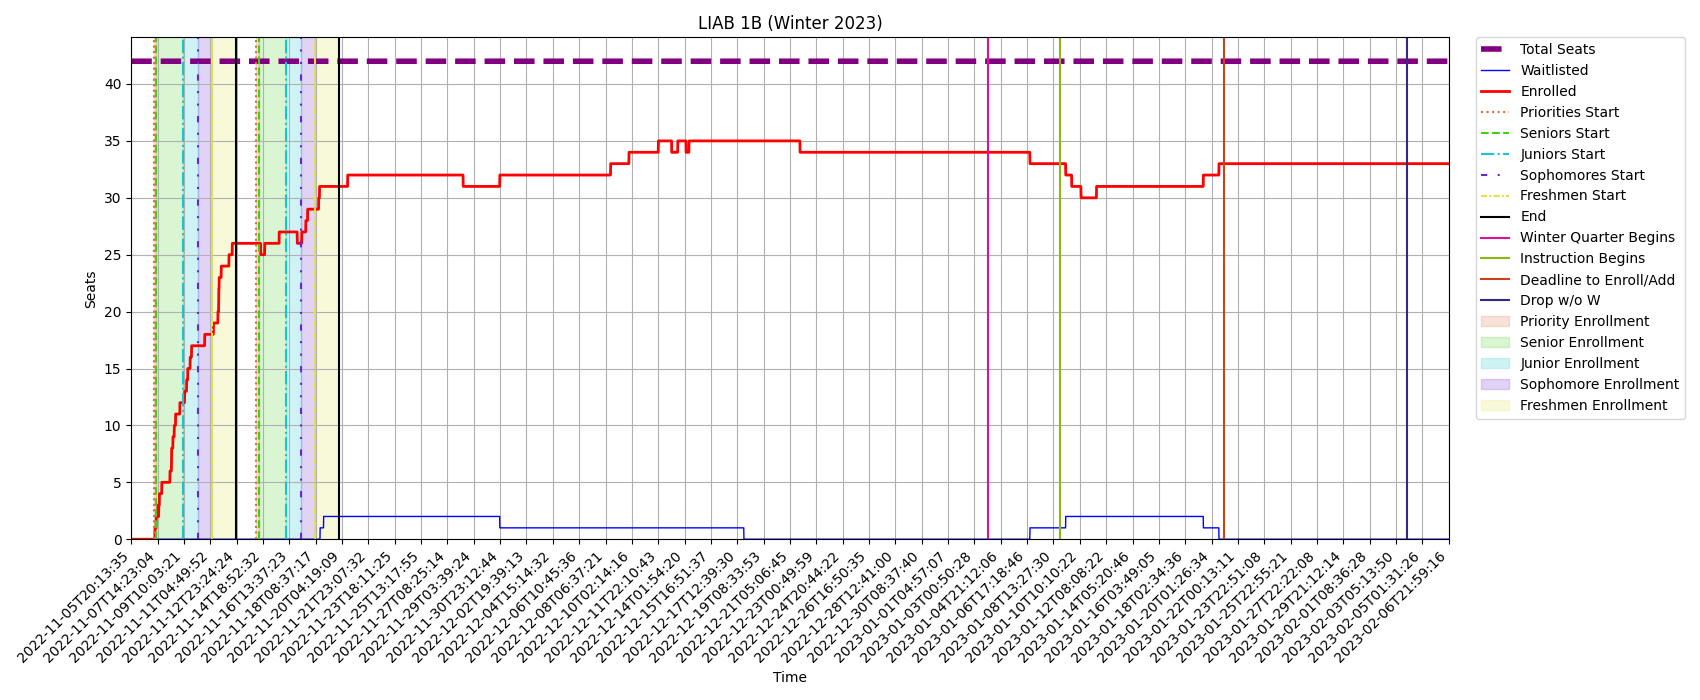 LIAB 1B (Winter 2023)
Seats
40
35
30
25
20
15
10
5
0
2022-11-05T20:13:35
2022-11-07T14:23:04
2022-11-09T10:03:21
2022-11-11T04:49:52
2022-11-12T23:24:24
2022-11-14T18:52:32
2022-11-16T13:37:23
2022-11-18T08:37:17
2022-11-20T04:19:09
2022-11-21T23:07:32
2022-11-23T18:11:25
2022-11-25T13:17:55
2022-11-27T08:25:14
2022-11-29T03:39:24
2022-11-30T23:12:44
2022-12-02T19:39:13
2022-12-04T15:14:32
2022-12-06T10:45:36
2022-12-08T06:37:21
2022-12-10T02:14:16
2022-12-11T22:10:43
2022-12-14T01:54:20
2022-12-15T16:51:37
2022-12-17T12:39:30
2022-12-19T08:33:53
2022-12-21T05:06:45
2022-12-23T00:49:59
2022-12-24T20:44:22
2022-12-26T16:50:35
2022-12-28T12:41:00
2022-12-30T08:37:40
2023-01-01T04:57:07
2023-01-03T00:50:28
2023-01-04T21:12:06
2023-01-06T17:18:46
2023-01-08T13:27:30
2023-01-10T10:10:22
2023-01-12T08:08:22
2023-01-14T05:20:46
2023-01-16T03:49:05
2023-01-18T02:34:36
2023-01-20T01:26:34
2023-01-22T00:13:11
2023-01-23T22:51:08
2023-01-25T22:55:21
2023-01-27T22:22:08
2023-01-29T21:12:14
2023-02-01T08:36:28
2023-02-03T05:13:50
2023-02-05T01:31:26
2023-02-06T21:59:16
Time
Total Seats
Waitlisted
Enrolled
Priorities Start
Seniors Start
Juniors Start
Sophomores Start
Freshmen Start
End
Winter Quarter Begins
Instruction Begins
Deadline to Enroll/Add
Drop w/o W
Priority Enrollment
Senior Enrollment
Junior Enrollment
Sophomore Enrollment
Freshmen Enrollment